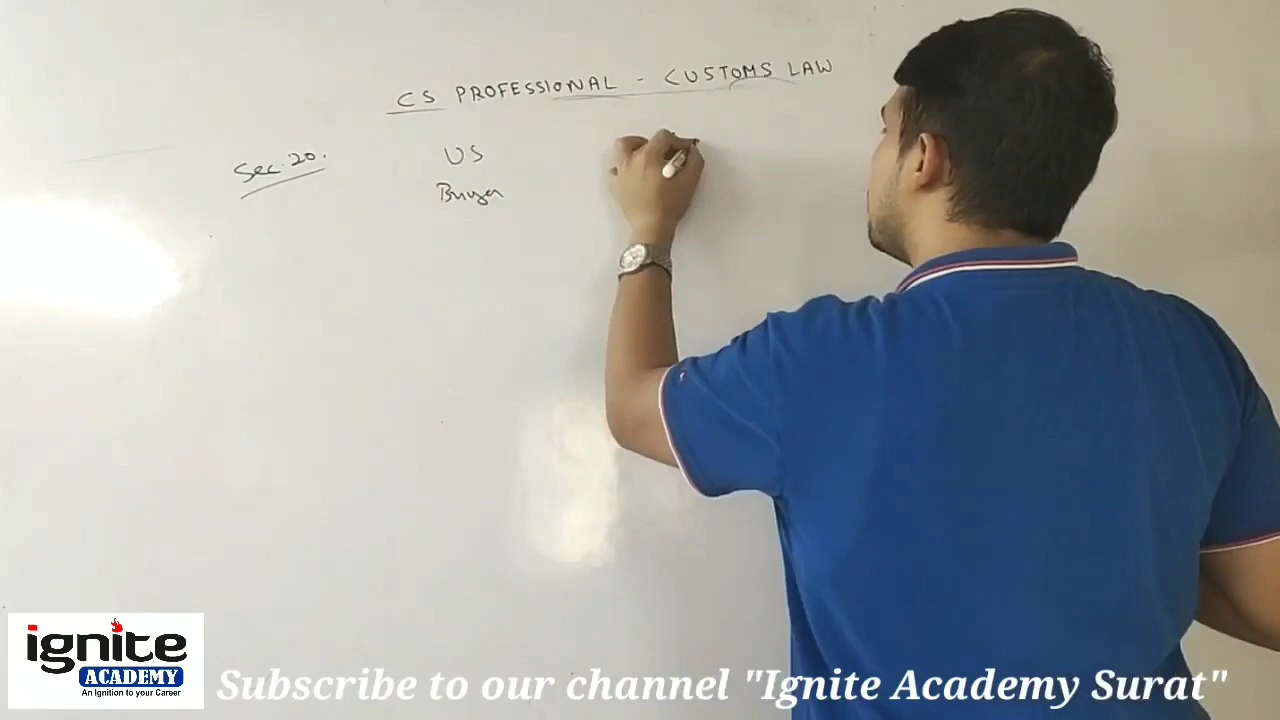 CS PROFESSIONAL - CUSTOMS LAW
Sec. 20.
US
Buyer
ignite
ACADEMY
An Ignition to your Career
Subscribe to our channel "Ignite Academy Surat"